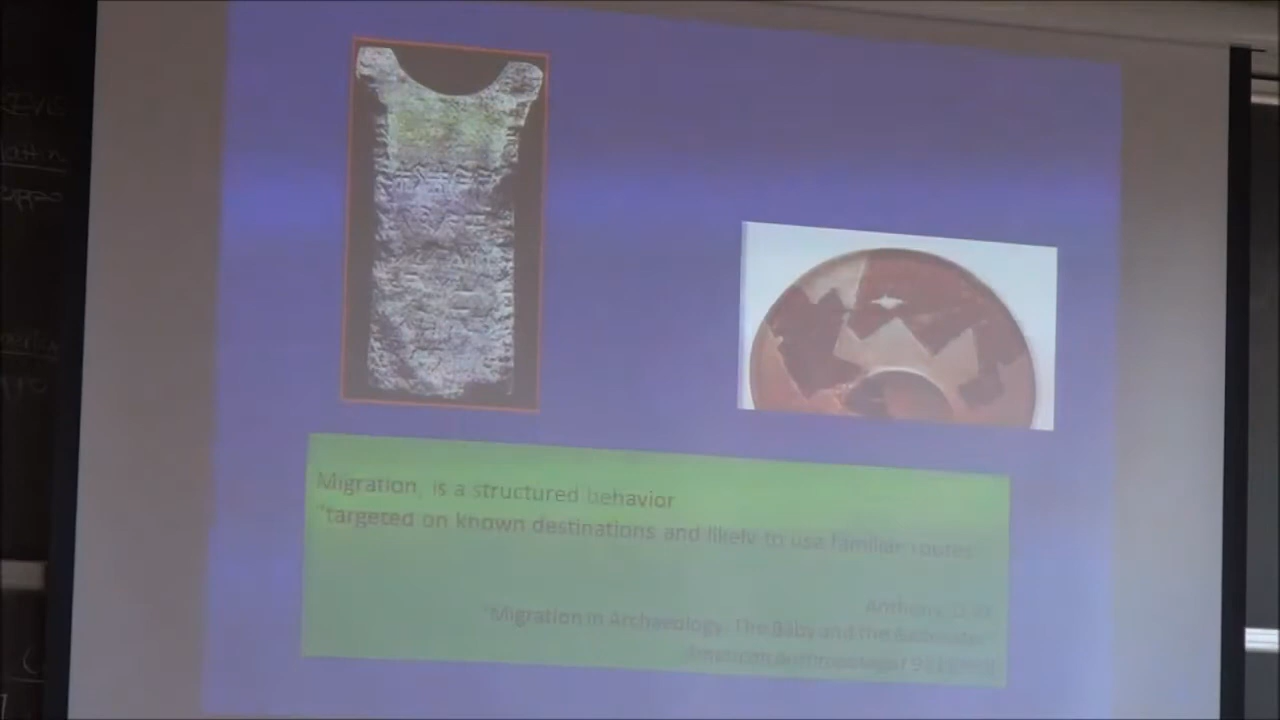 Migration, is a structured behavior
"targeted on known destinations and likely to use familiar routes"
Anthony, D.W.
"Migration in Archaeology: The Baby and the Bathwater"
American Anthropologist